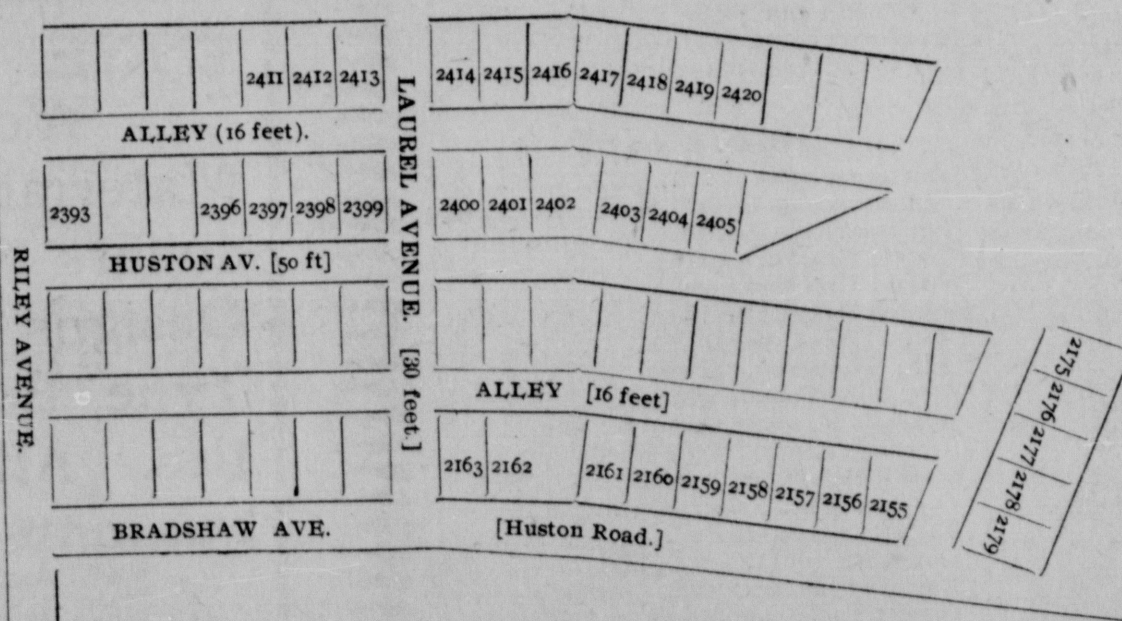 2411 2412 2413
2414 2415 2416 2417 2418 2419 2420
ALLEY (16 feet).
LAUREL AVENUE. [30 feet.]
2393
2396 2397 2398 2399
2400 2401 2402 2403 2404 2405
HUSTON AV. [50 ft]
RILEY AVENUE.
ALLEY [16 feet]
2175
2176
2177
2178
2179
2163 2162 2161 2160 2159 2158 2157 2156 2155
BRADSHAW AVE.
[Huston Road.]